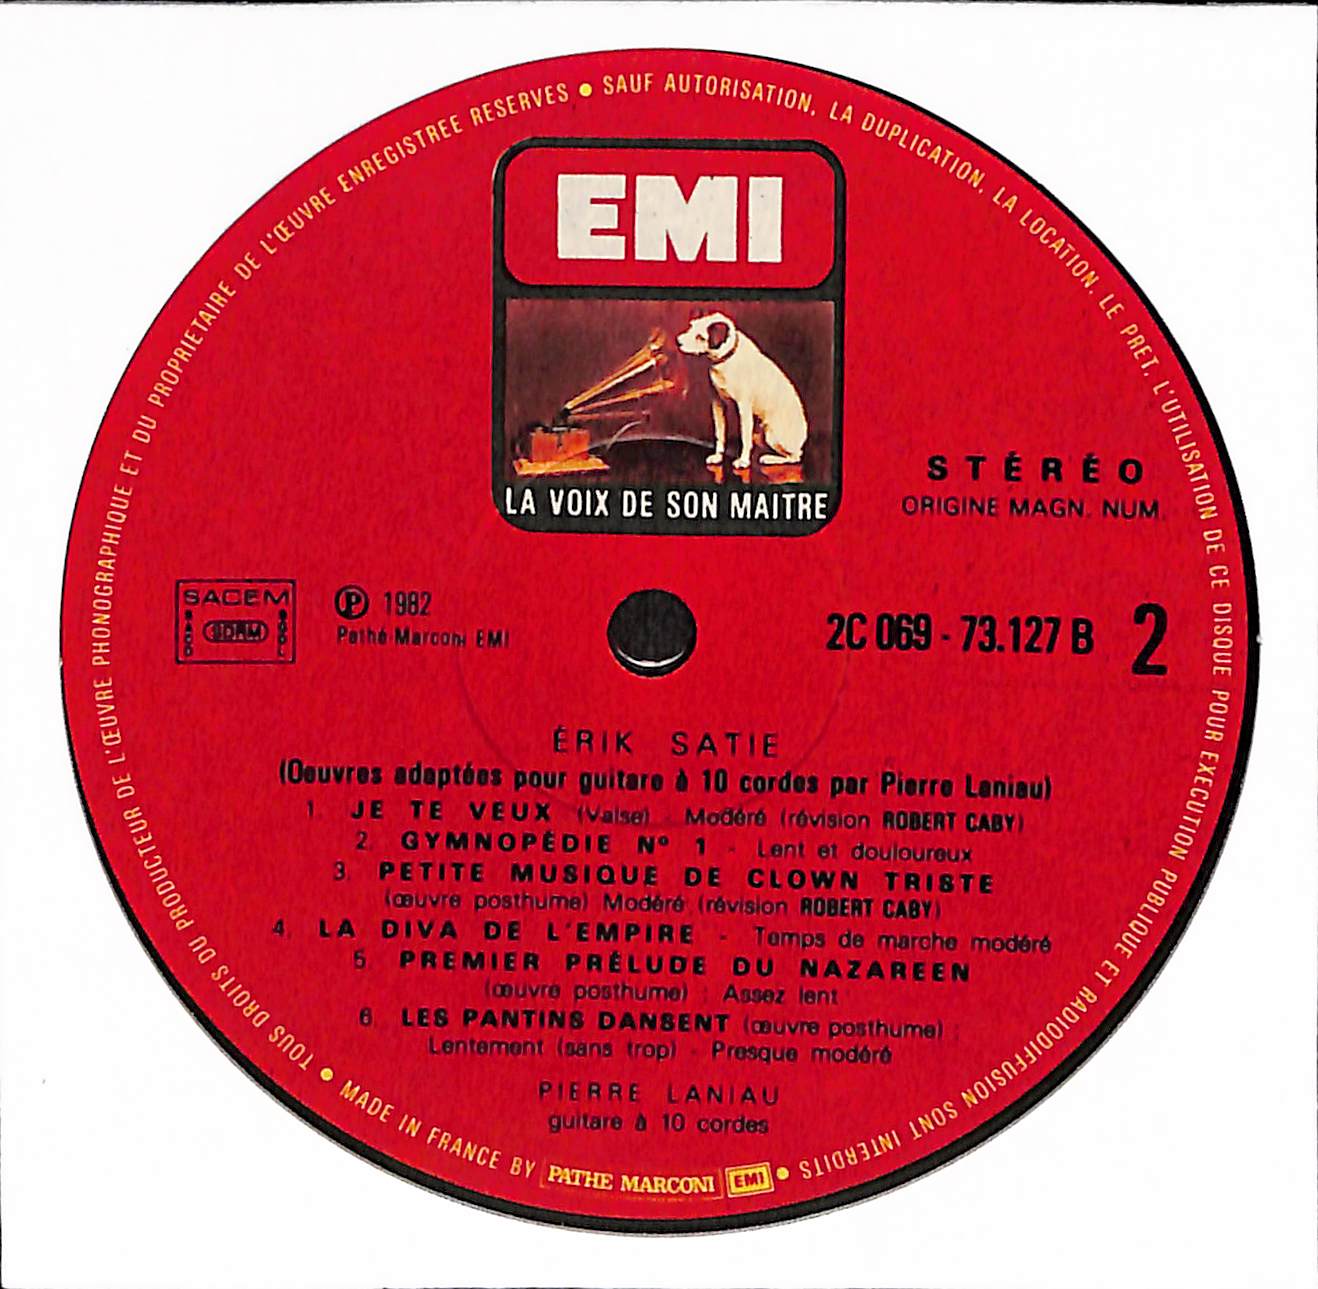 TOUS DROITS DU PRODUCTEUR DE L'ŒUVRE PHONOGRAPHIQUE ET DU PROPRIETAIRE DE L'ŒUVRE ENREGISTREE RESERVES • SAUF AUTORISATION, LA DUPLICATION, LA LOCATION, LE PRET, L'UTILISATION DE CE DISQUE POUR EXECUTION PUBLIQUE ET RADIODIFFUSION SONT INTERDITS •
EMI
LA VOIX DE SON MAITRE
STÉRÉO
ORIGINE MAGN. NUM.
SACEM
SDRM
℗ 1982
Pathé Marconi EMI
2C 069 - 73.127 B 2
ÉRIK SATIE
(Oeuvres adaptées pour guitare à 10 cordes par Pierre Laniau)
1. JE TE VEUX (Valse) - Modéré (révision ROBERT CABY)
2. GYMNOPÉDIE Nº 1 - Lent et douloureux
3. PETITE MUSIQUE DE CLOWN TRISTE
(œuvre posthume) Modéré (révision ROBERT CABY)
4. LA DIVA DE L'EMPIRE - Temps de marche modéré
5. PREMIER PRÉLUDE DU NAZAREEN
(œuvre posthume) : Assez lent
6. LES PANTINS DANSENT (œuvre posthume) :
Lentement (sans trop) - Presque modéré
PIERRE LANIAU
guitare à 10 cordes
MADE IN FRANCE BY PATHE MARCONI EMI